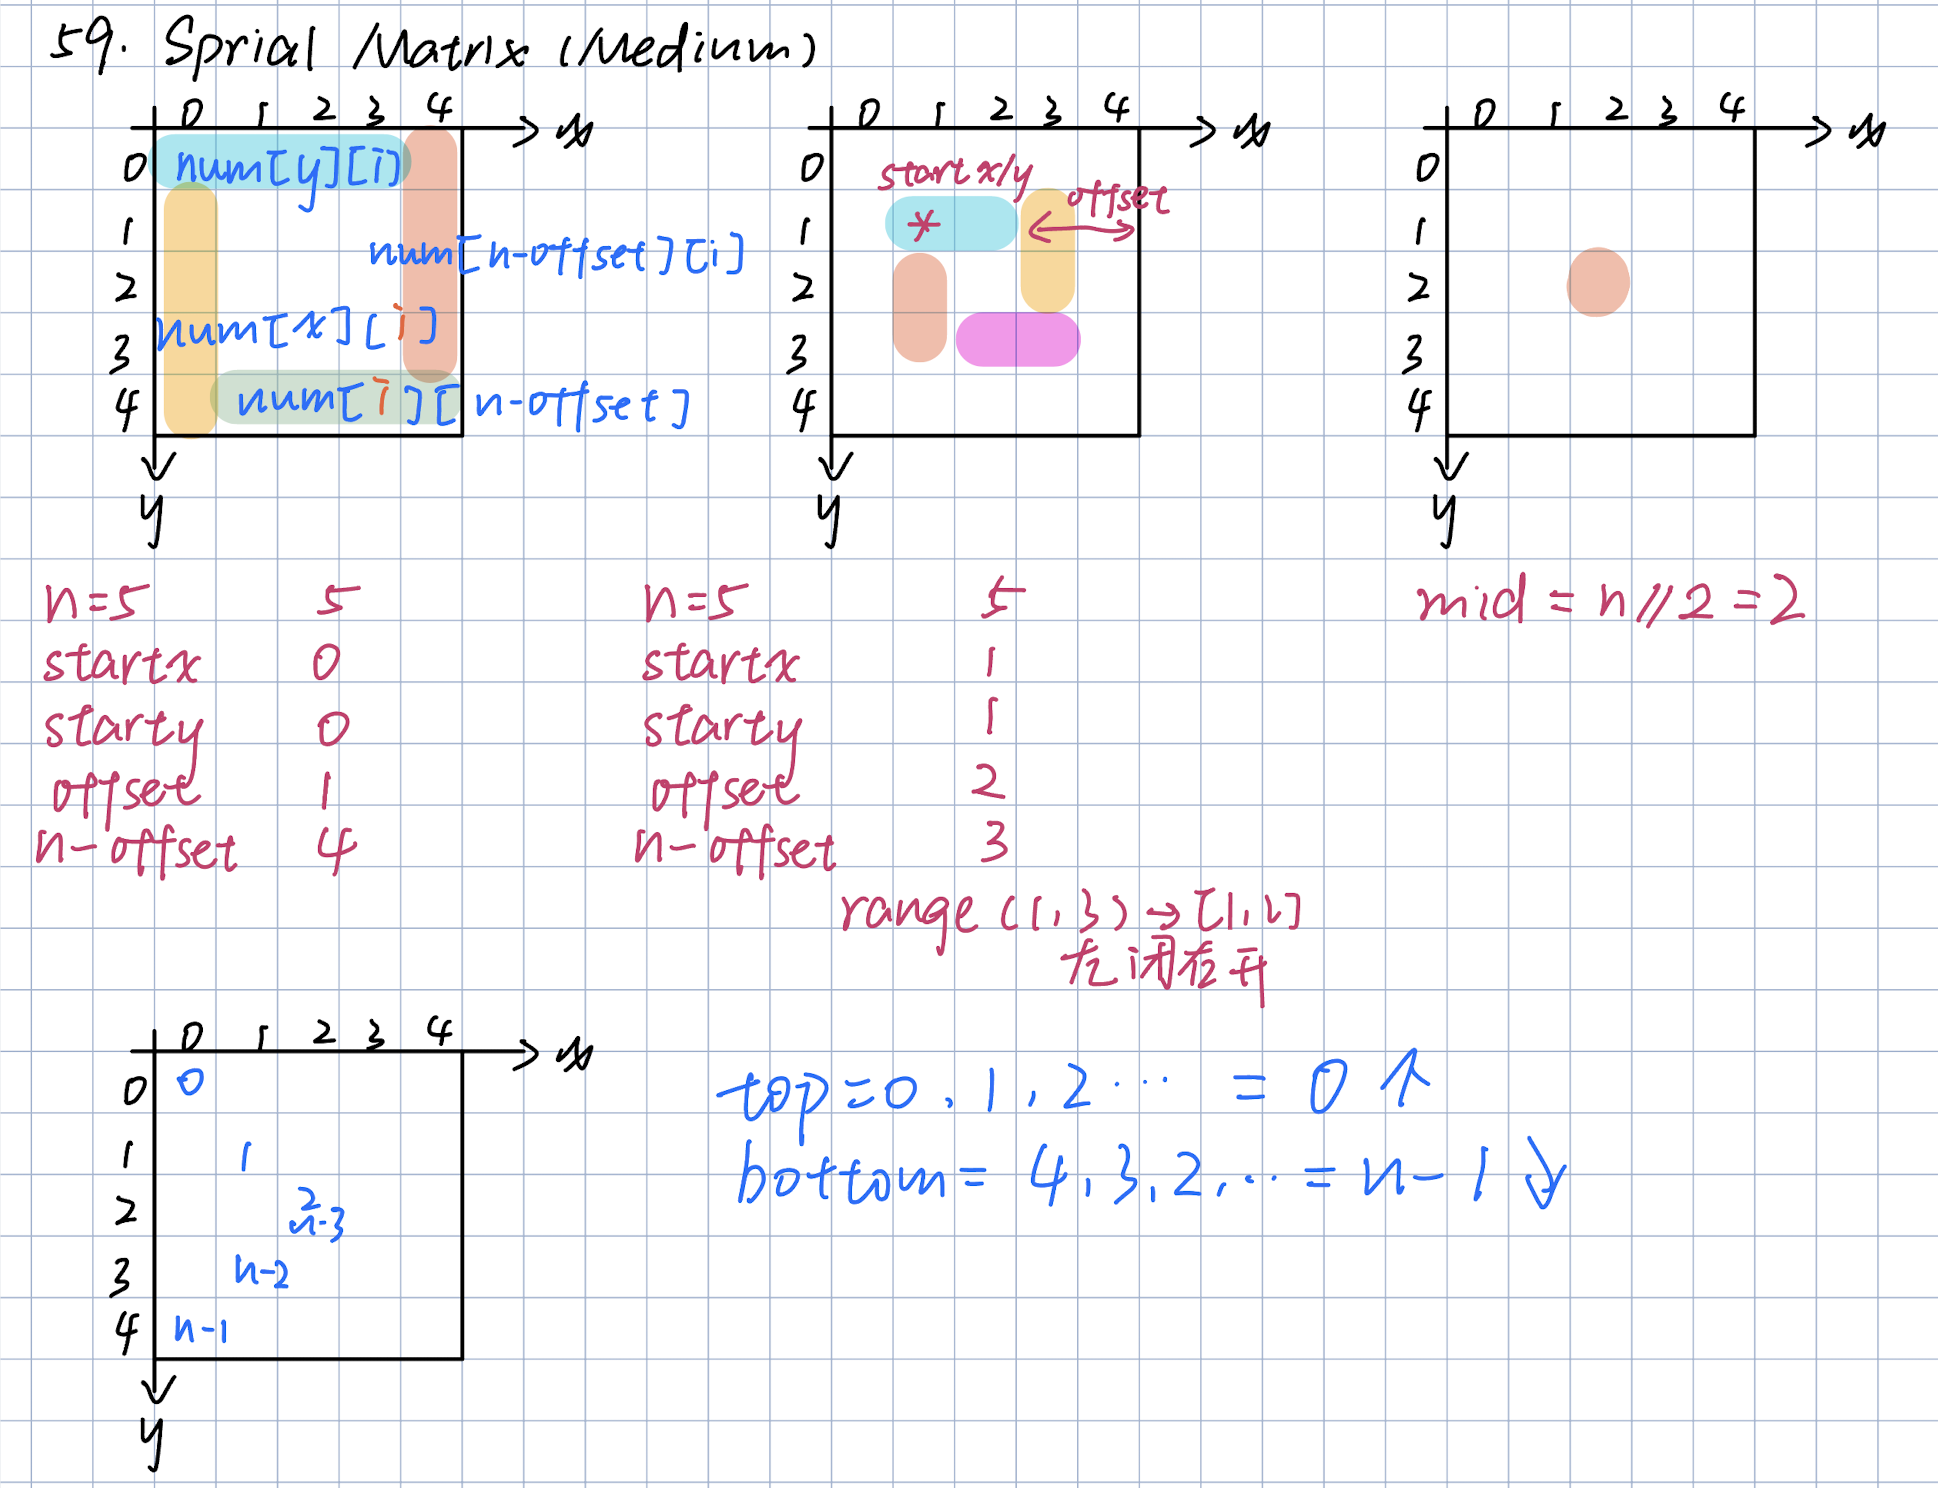 59. Sprial Matrix (Medium)
0 1 2 3 4 x
0 num[y][i]
1
num[n-offset][i]
2
num[x][i]
3
4 num[i][n-offset]
y
0 1 2 3 4 x
0 startx/y
offset
1 *
2
3
4
y
0 1 2 3 4 x
0
1
2
3
4
y
n=5 5
startx 0
starty 0
offset 1
n-offset 4
n=5 5
startx 1
starty 1
offset 2
n-offset 3
range (1,3) → [1,2]
左闭右开
mid = n//2 = 2
0 1 2 3 4 x
0 0
1 1
2 2
n-3
3 n-2
4 n-1
y
top=0,1,2... = 0 ↑
bottom= 4,3,2,... = n-1 ↓